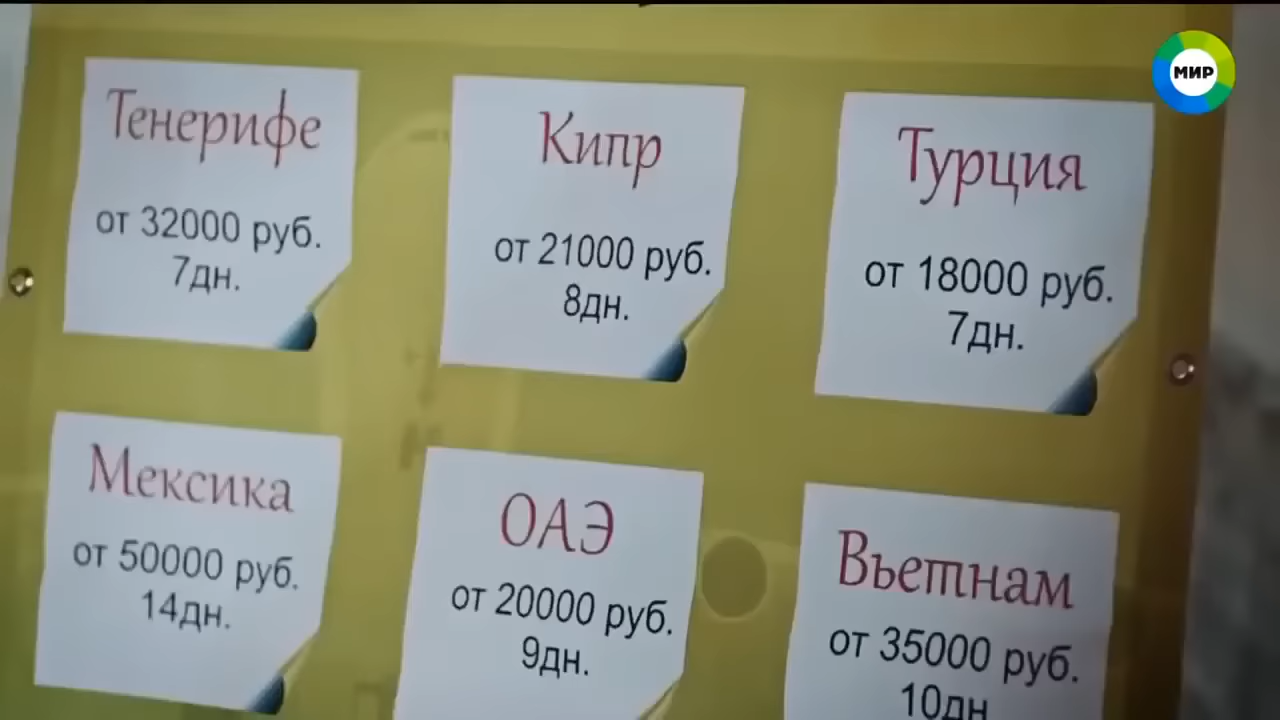 МИР
Тенерифе
от 32000 руб.
7дн.
Кипр
от 21000 руб.
8дн.
Турция
от 18000 руб.
7дн.
Мексика
от 50000 руб.
14дн.
ОАЭ
от 20000 руб.
9дн.
Вьетнам
от 35000 руб.
10дн